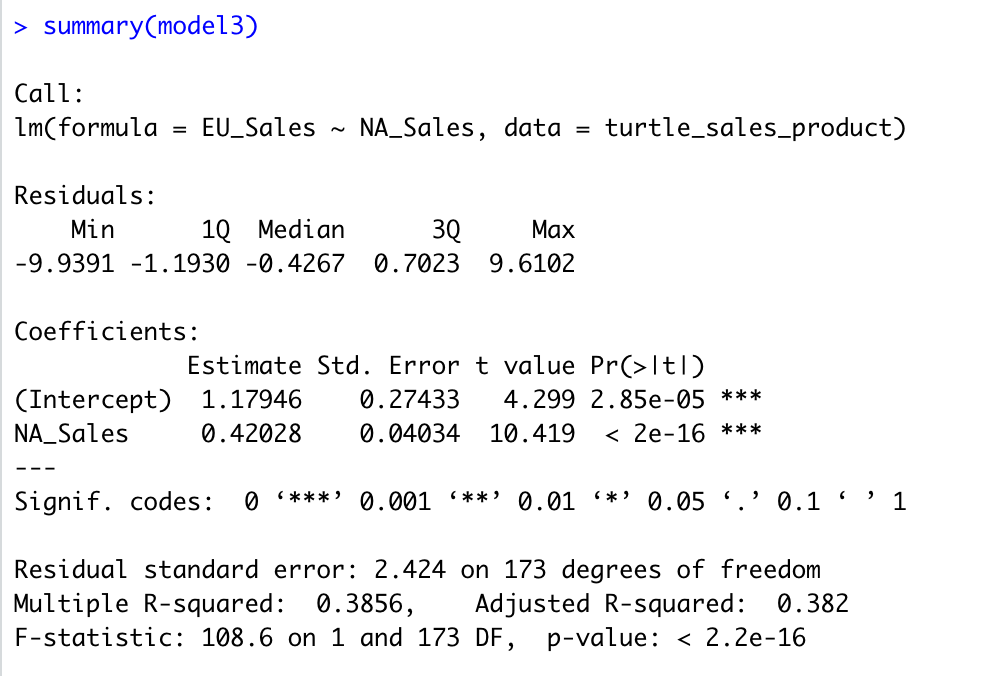 > summary(model3)
Call:
lm(formula = EU_Sales ~ NA_Sales, data = turtle_sales_product)
Residuals:
    Min      1Q  Median      3Q     Max
-9.9391 -1.1930 -0.4267  0.7023  9.6102
Coefficients:
            Estimate Std. Error t value Pr(>|t|)
(Intercept)  1.17946    0.27433   4.299 2.85e-05 ***
NA_Sales     0.42028    0.04034  10.419  < 2e-16 ***
---
Signif. codes:  0 ‘***’ 0.001 ‘**’ 0.01 ‘*’ 0.05 ‘.’ 0.1 ‘ ’ 1
Residual standard error: 2.424 on 173 degrees of freedom
Multiple R-squared:  0.3856,    Adjusted R-squared:  0.382
F-statistic: 108.6 on 1 and 173 DF,  p-value: < 2.2e-16